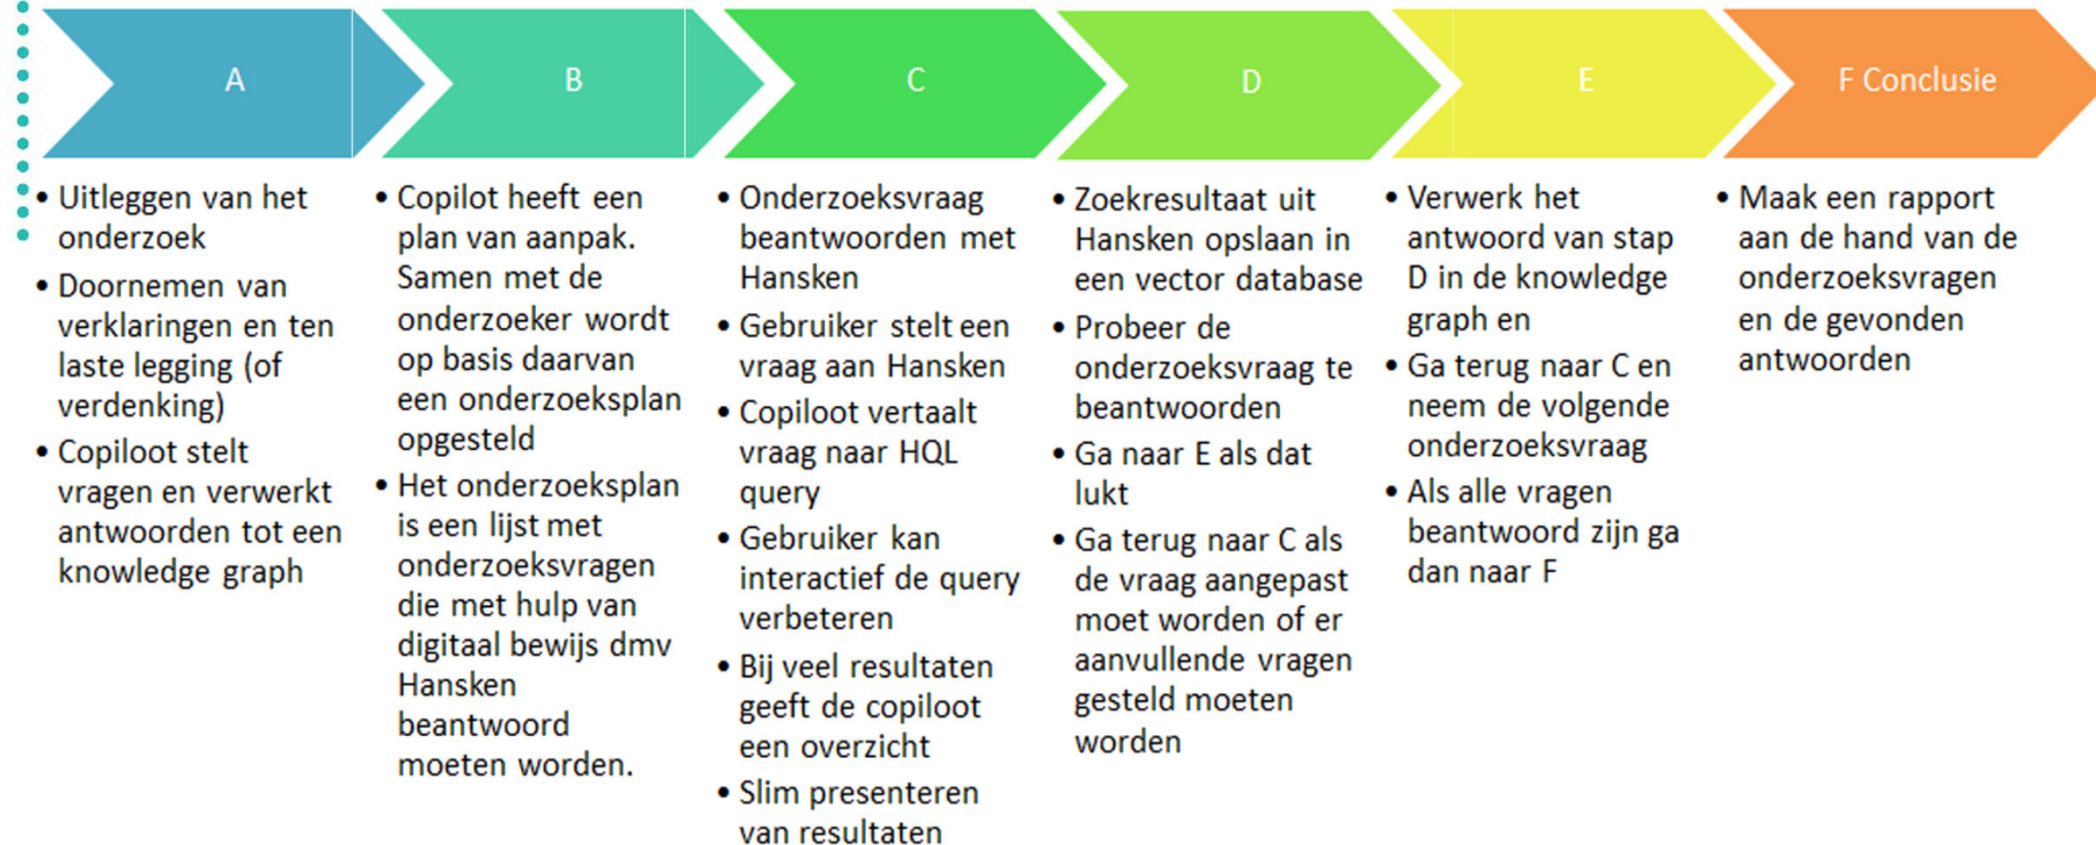 A
B
C
D
E
F Conclusie
• Uitleggen van het
onderzoek
• Doornemen van
verklaringen en ten
laste legging (of
verdenking)
• Copiloot stelt
vragen en verwerkt
antwoorden tot een
knowledge graph
• Copilot heeft een
plan van aanpak.
Samen met de
onderzoeker wordt
op basis daarvan
een onderzoeksplan
opgesteld
• Het onderzoeksplan
is een lijst met
onderzoeksvragen
die met hulp van
digitaal bewijs dmv
Hansken
beantwoord
moeten worden.
• Onderzoeksvraag
beantwoorden met
Hansken
• Gebruiker stelt een
vraag aan Hansken
• Copiloot vertaalt
vraag naar HQL
query
• Gebruiker kan
interactief de query
verbeteren
• Bij veel resultaten
geeft de copiloot
een overzicht
• Slim presenteren
van resultaten
• Zoekresultaat uit
Hansken opslaan in
een vector database
• Probeer de
onderzoeksvraag te
beantwoorden
• Ga naar E als dat
lukt
• Ga terug naar C als
de vraag aangepast
moet worden of er
aanvullende vragen
gesteld moeten
worden
• Verwerk het
antwoord van stap
D in de knowledge
graph en
• Ga terug naar C en
neem de volgende
onderzoeksvraag
• Als alle vragen
beantwoord zijn ga
dan naar F
• Maak een rapport
aan de hand van de
onderzoeksvragen
en de gevonden
antwoorden